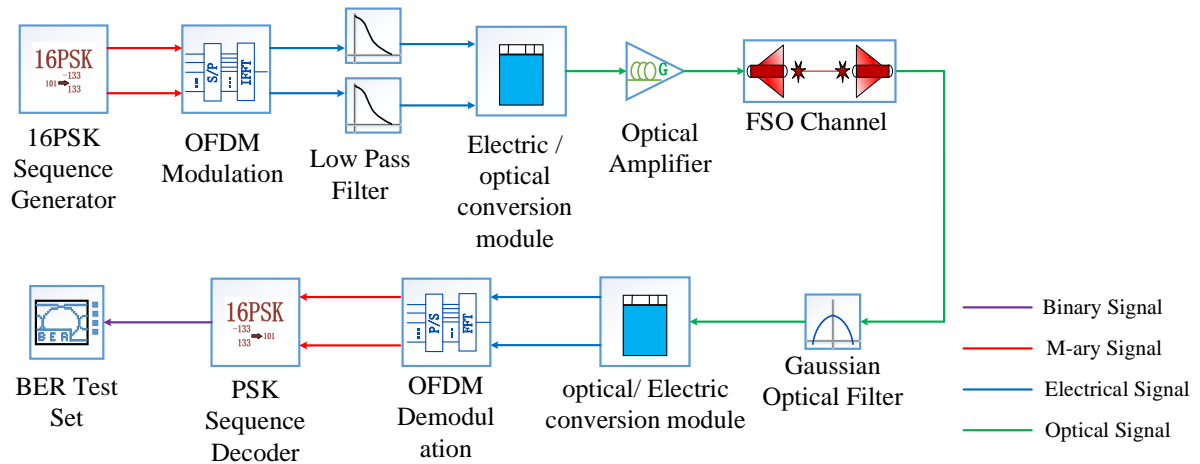 16PSK
-133
101
133
S/P
IFFT
G
16PSK
Sequence
Generator
OFDM
Modulation
Low Pass
Filter
Electric /
optical
conversion
module
Optical
Amplifier
FSO Channel
BER
16PSK
-133
101
133
P/S
FFT
BER Test
Set
PSK
Sequence
Decoder
OFDM
Demodul
ation
optical/ Electric
conversion module
Gaussian
Optical Filter
Binary Signal
M-ary Signal
Electrical Signal
Optical Signal